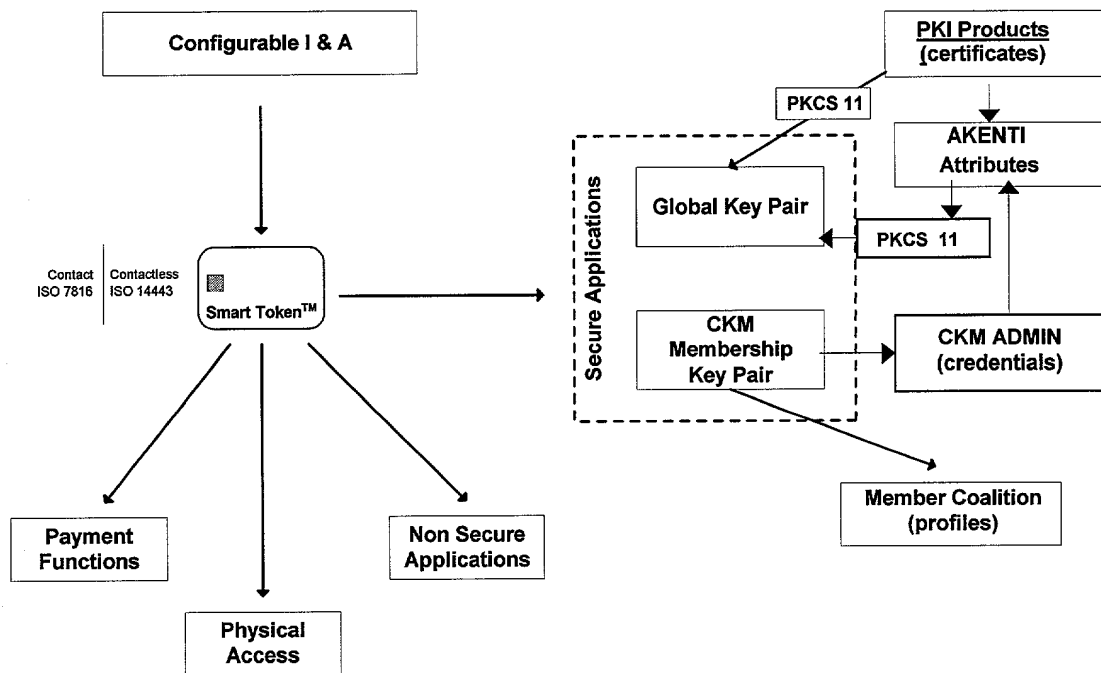 Configurable I & A
PKI Products
(certificates)
PKCS 11
AKENTI
Attributes
Secure Applications
Global Key Pair
PKCS 11
Contact
ISO 7816
Contactless
ISO 14443
Smart Token™
CKM
Membership
Key Pair
CKM ADMIN
(credentials)
Member Coalition
(profiles)
Payment
Functions
Non Secure
Applications
Physical
Access